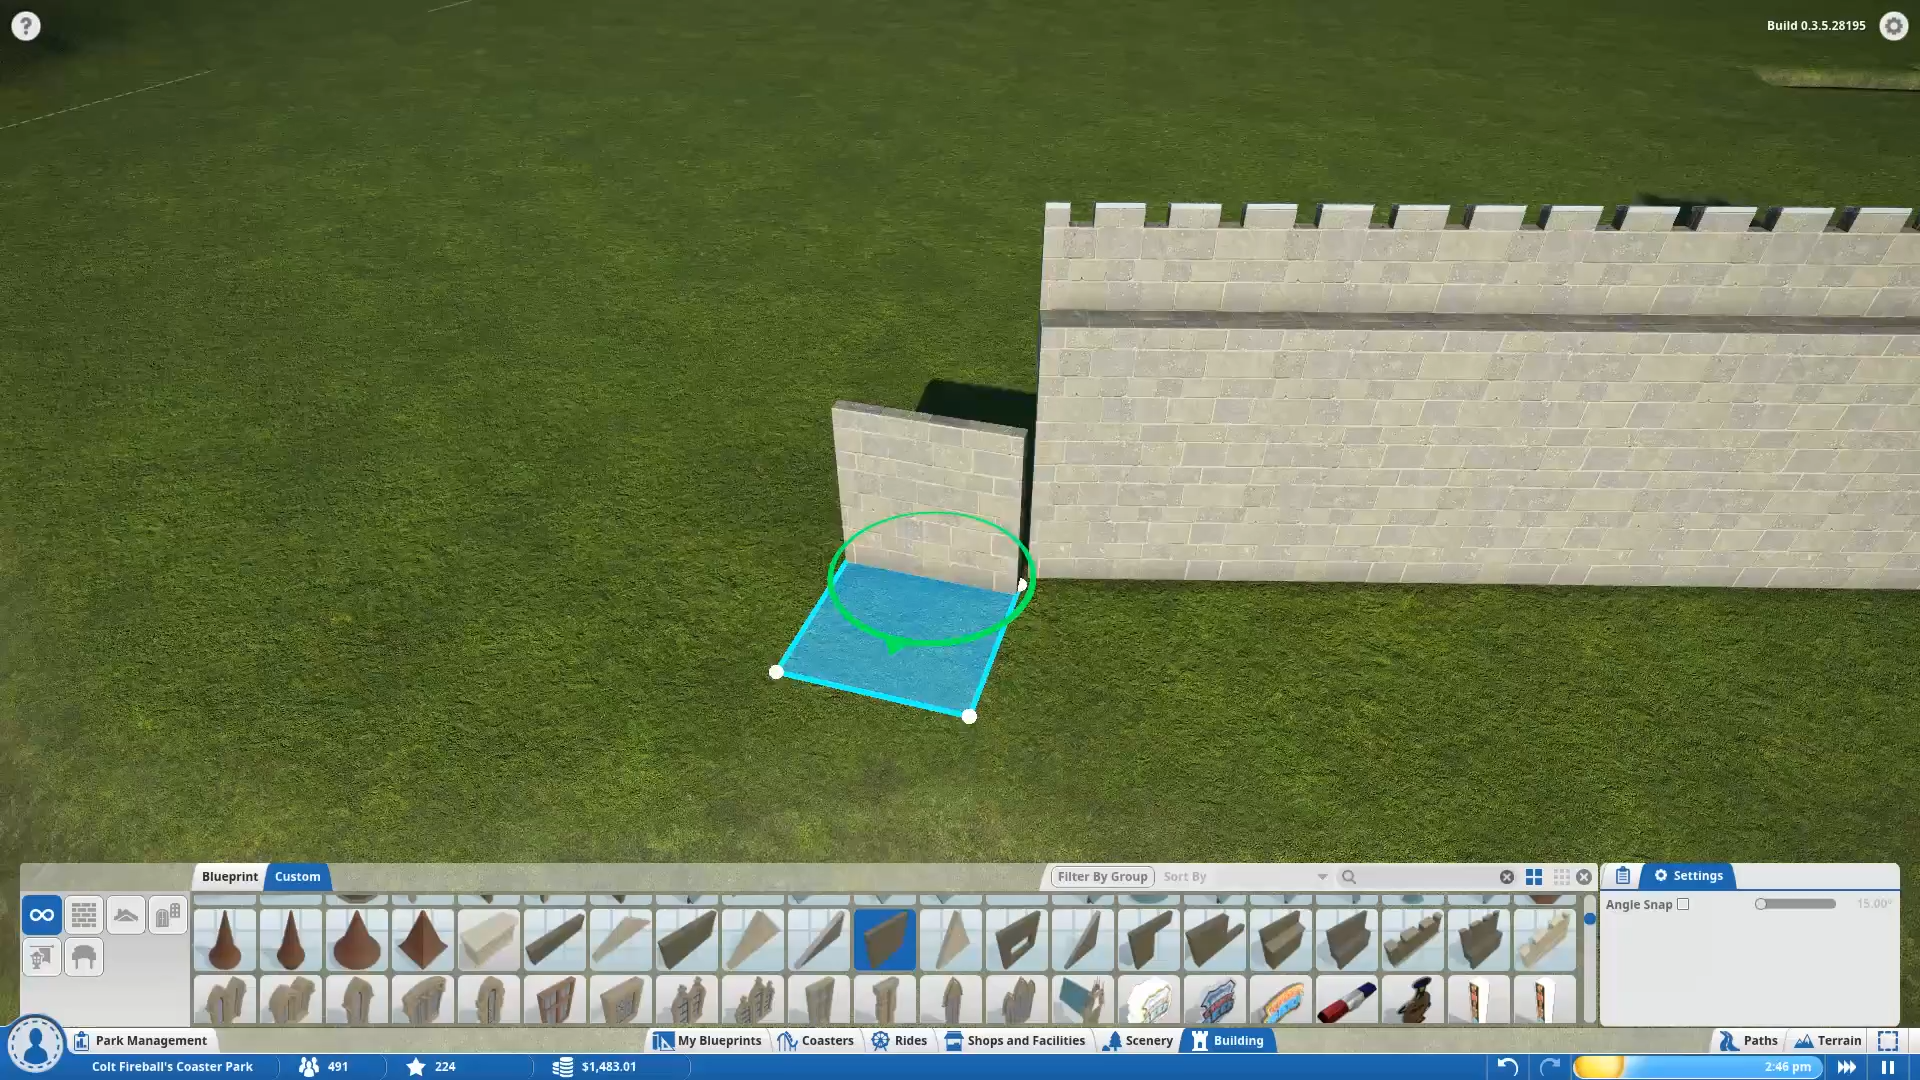 ?
Build 0.3.5.28195
Blueprint
Custom
Filter By Group
Sort By
Settings
Angle Snap
15.00°
Park Management
My Blueprints
Coasters
Rides
Shops and Facilities
Scenery
Building
Paths
Terrain
Colt Fireball's Coaster Park
491
224
$1,483.01
2:46 pm